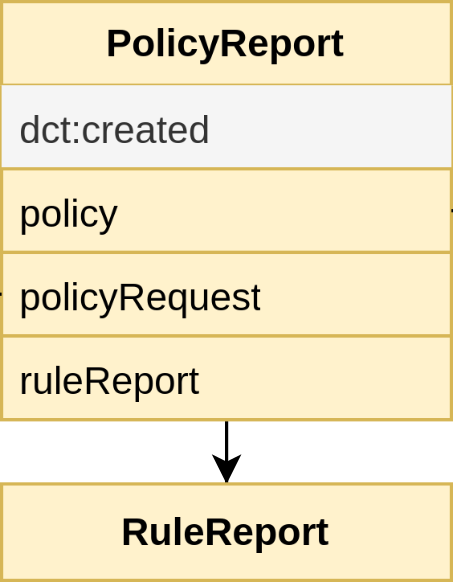 PolicyReport
dct:created
policy
policyRequest
ruleReport
RuleReport